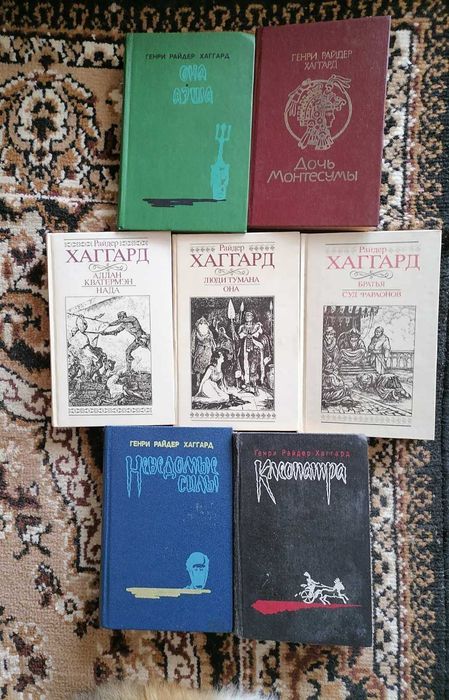 ГЕНРИ РАЙДЕР ХАГГАРД
ОНА
АЭША
ГЕНРИ РАЙДЕР
ХАГГАРД
Дочь
Монтесумы
Райдер
ХАГГАРД
АЛЛАН
КВАТЕРМЭН
НАДА
Райдер
ХАГГАРД
ЛЮДИ ТУМАНА
ОНА
Райдер
ХАГГАРД
БРАТЬЯ
СУД ФАРАОНОВ
ГЕНРИ РАЙДЕР ХАГГАРД
Неведомые
силы
Генри Райдер Хаггард
Клеопатра